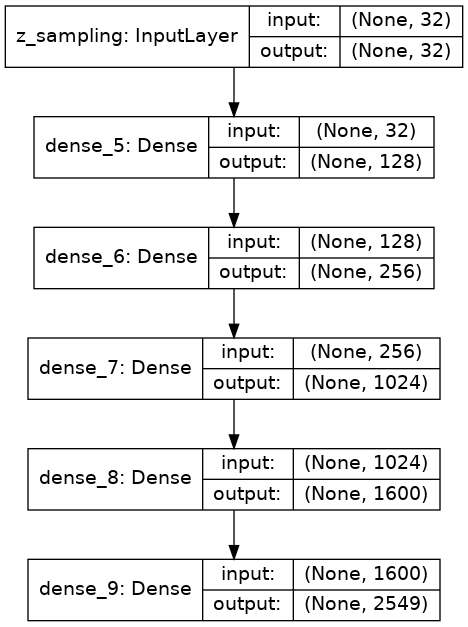 z_sampling: InputLayer input: (None, 32)
output: (None, 32)
dense_5: Dense input: (None, 32)
output: (None, 128)
dense_6: Dense input: (None, 128)
output: (None, 256)
dense_7: Dense input: (None, 256)
output: (None, 1024)
dense_8: Dense input: (None, 1024)
output: (None, 1600)
dense_9: Dense input: (None, 1600)
output: (None, 2549)